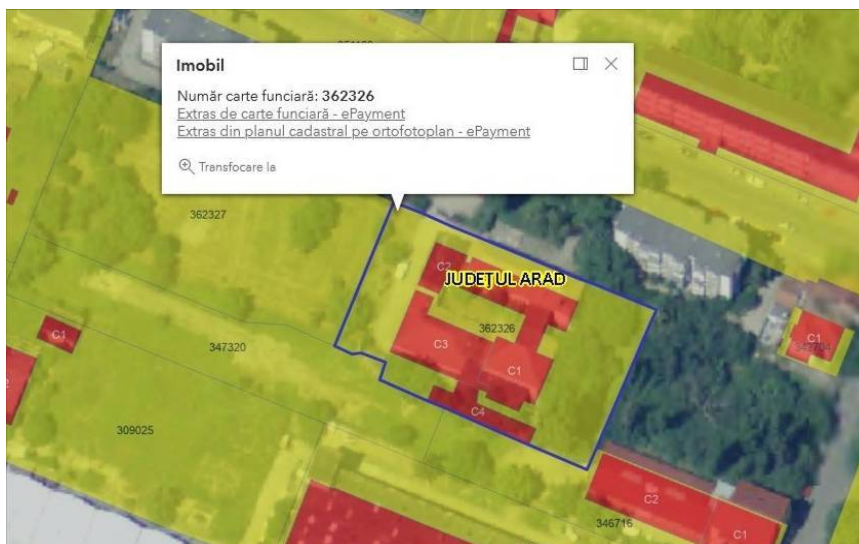 Imobil
Număr carte funciară: 362326
Extras de carte funciară - ePayment
Extras din planul cadastral pe ortofotoplan - ePayment
Transfocare la
362327
C2
JUDEȚUL ARAD
362326
C1
347320
C3
C1
C1
C4
309025
C2
346716
C1